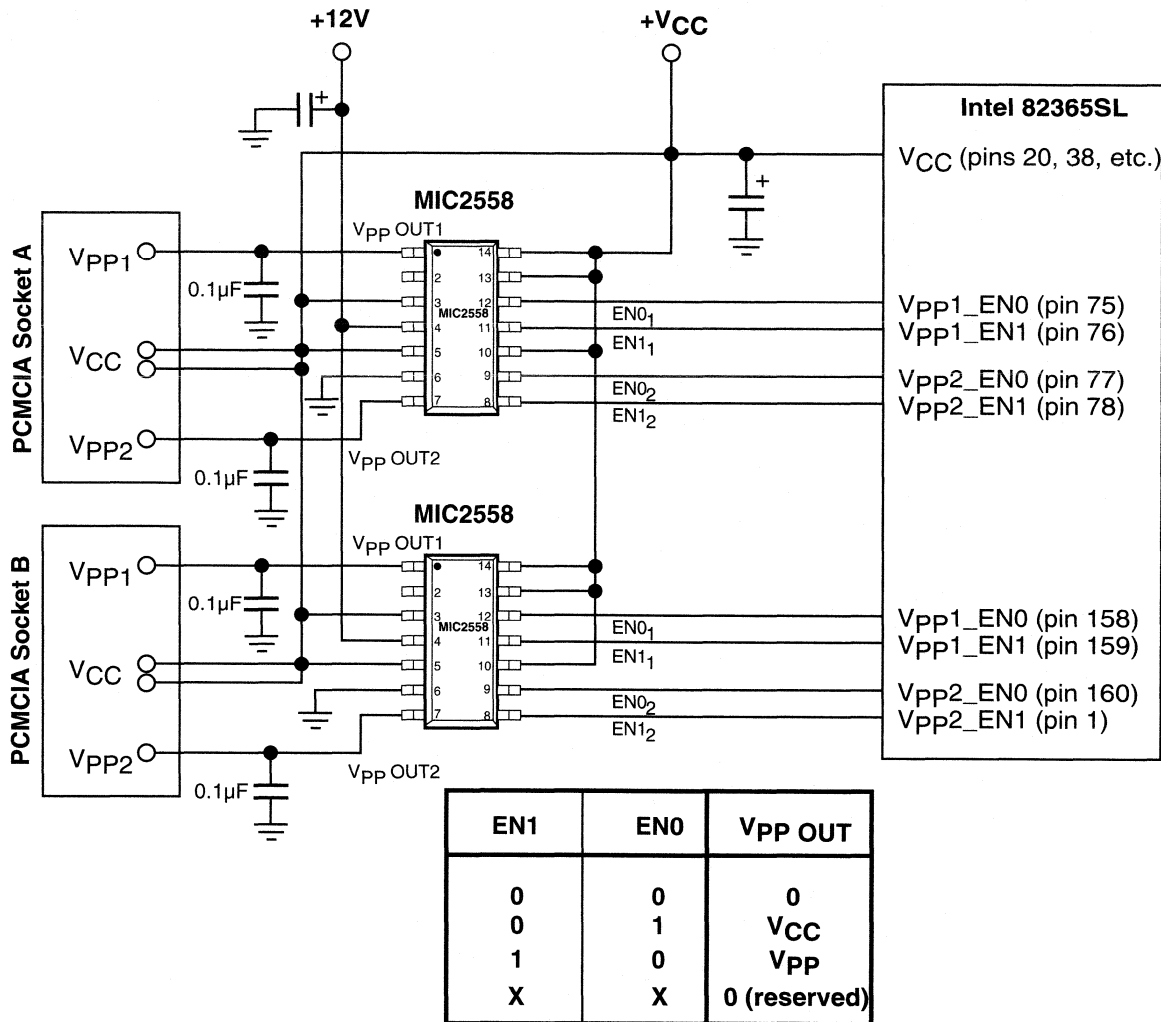 +12V
+VCC
+
Intel 82365SL
VCC (pins 20, 38, etc.)
+
MIC2558
PCMCIA Socket A
VPP1
VPP OUT1
0.1µF
VCC
VPP2
0.1µF
VPP OUT2
2
3
4
5
6
7
MIC2558
14
13
12
11
10
9
8
EN01
EN11
EN02
EN12
VPP1_EN0 (pin 75)
VPP1_EN1 (pin 76)
VPP2_EN0 (pin 77)
VPP2_EN1 (pin 78)
MIC2558
PCMCIA Socket B
VPP1
VPP OUT1
0.1µF
VCC
VPP2
0.1µF
VPP OUT2
2
3
4
5
6
7
MIC2558
14
13
12
11
10
9
8
EN01
EN11
EN02
EN12
VPP1_EN0 (pin 158)
VPP1_EN1 (pin 159)
VPP2_EN0 (pin 160)
VPP2_EN1 (pin 1)
EN1 EN0 VPP OUT
0 0 0
0 1 VCC
1 0 VPP
X X 0 (reserved)